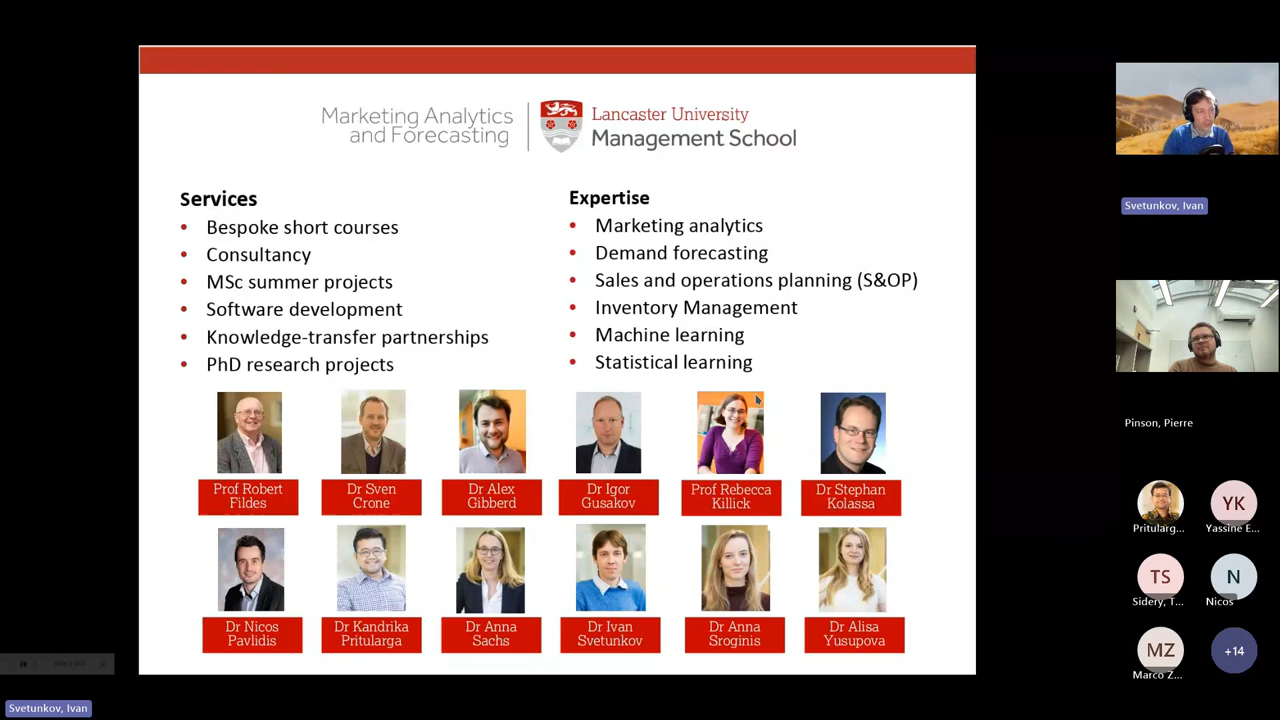 Marketing Analytics
and Forecasting
Lancaster University
Management School
Services
• Bespoke short courses
• Consultancy
• MSc summer projects
• Software development
• Knowledge-transfer partnerships
• PhD research projects
Expertise
• Marketing analytics
• Demand forecasting
• Sales and operations planning (S&OP)
• Inventory Management
• Machine learning
• Statistical learning
Prof Robert
Fildes
Dr Sven
Crone
Dr Alex
Gibberd
Dr Igor
Gusakov
Prof Rebecca
Killick
Dr Stephan
Kolassa
Dr Nicos
Pavlidis
Dr Kandrika
Pritularga
Dr Anna
Sachs
Dr Ivan
Svetunkov
Dr Anna
Sroginis
Dr Alisa
Yusupova
Svetunkov, Ivan
Svetunkov, Ivan
Pinson, Pierre
Pritularg...
YK
Yassine E...
TS
Sidery, T...
N
Nicos
MZ
Marco Z...
+14